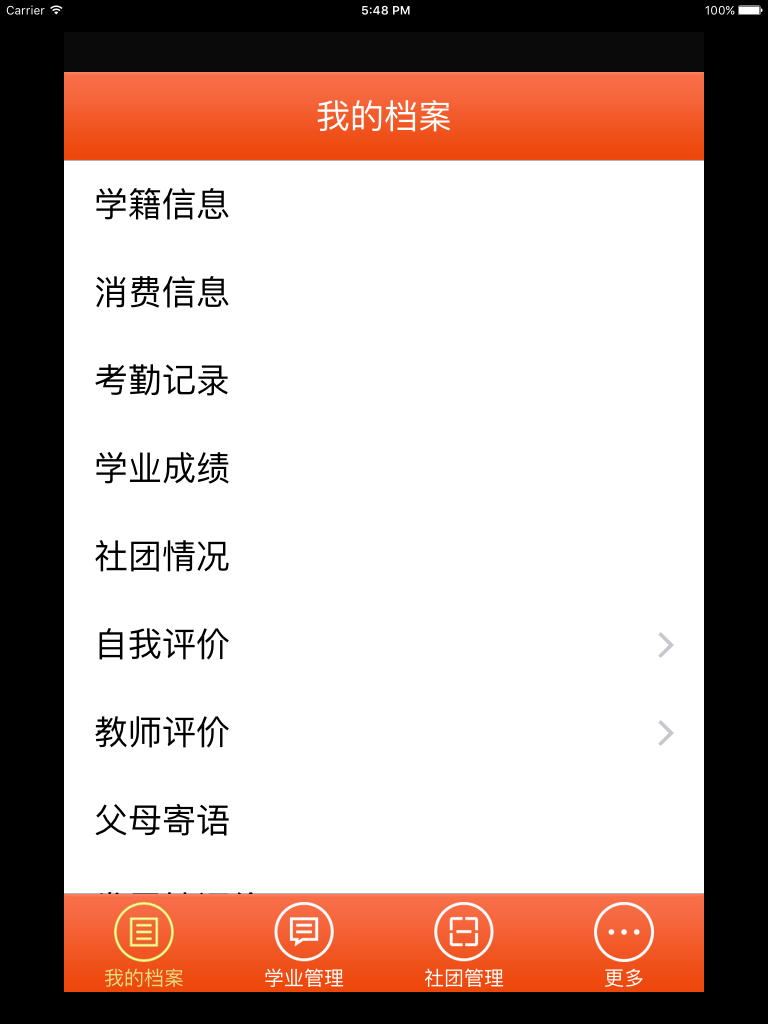 Carrier 5:48 PM 100%
我的档案
学籍信息
消费信息
考勤记录
学业成绩
社团情况
自我评价
教师评价
父母寄语
我的档案 学业管理 社团管理 更多